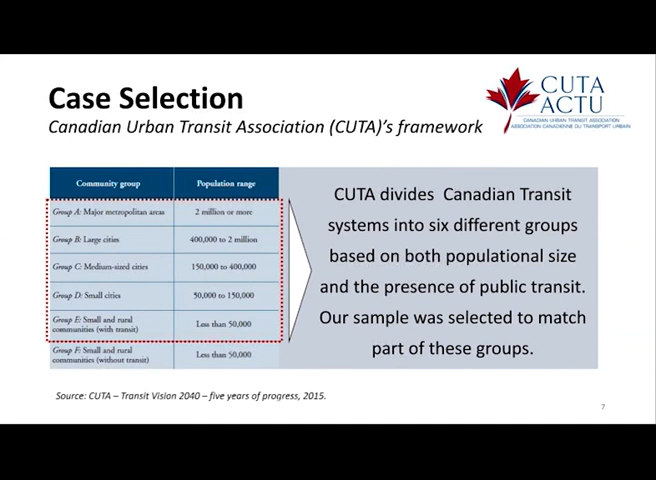 Case Selection
Canadian Urban Transit Association (CUTA)'s framework
CUTA
ACTU
CANADIAN URBAN TRANSIT ASSOCIATION
ASSOCIATION CANADIENNE DU TRANSPORT URBAIN
Community group Population range
Group A: Major metropolitan areas 2 million or more
Group B: Large cities 400,000 to 2 million
Group C: Medium-sized cities 150,000 to 400,000
Group D: Small cities 50,000 to 150,000
Group E: Small and rural
communities (with transit) Less than 50,000
Group F: Small and rural
communities (without transit) Less than 50,000
CUTA divides Canadian Transit
systems into six different groups
based on both populational size
and the presence of public transit.
Our sample was selected to match
part of these groups.
Source: CUTA – Transit Vision 2040 – five years of progress, 2015.
7